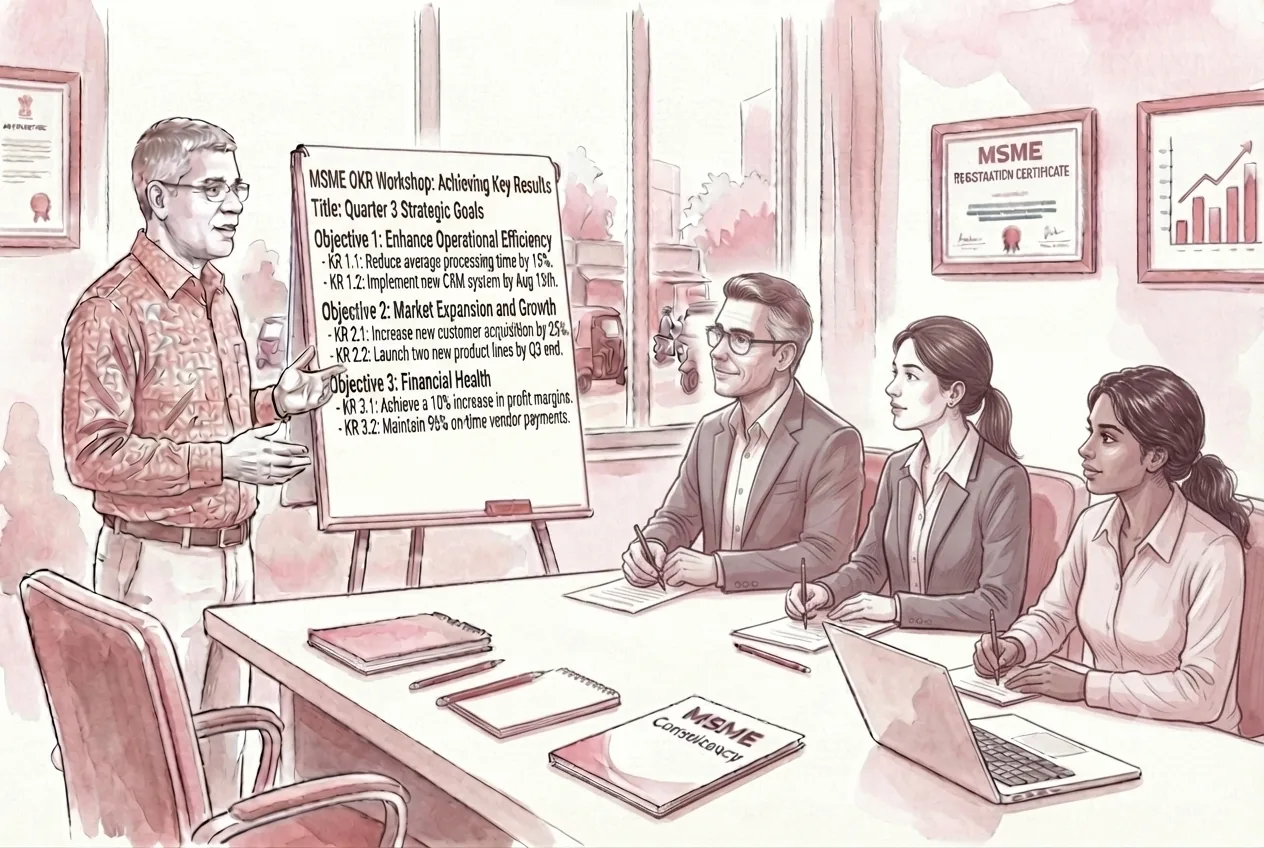 MSME OKR Workshop: Achieving Key Results
Title: Quarter 3 Strategic Goals
Objective 1: Enhance Operational Efficiency
- KR 1.1: Reduce average processing time by 15%.
- KR 1.2: Implement new CRM system by Aug 15th.
Objective 2: Market Expansion and Growth
- KR 2.1: Increase new customer acquisition by 25%.
- KR 2.2: Launch two new product lines by Q3 end.
Objective 3: Financial Health
- KR 3.1: Achieve a 10% increase in profit margins.
- KR 3.2: Maintain on-time vendor payments.
MSME
REGSTAATION CERTIFICATE
MSME